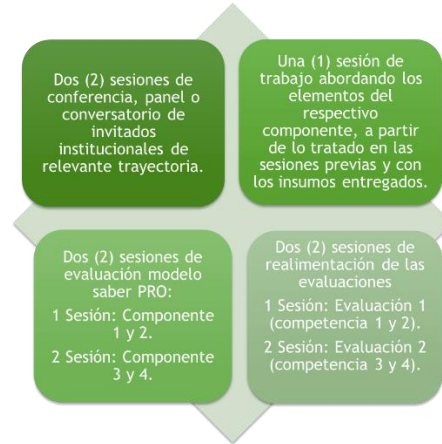 Dos (2) sesiones de
conferencia, panel o
conversatorio de
invitados
institucionales de
relevante trayectoria.
Una (1) sesión de
trabajo abordando los
elementos del
respectivo
componente, a partir
de lo tratado en las
sesiones previas y con
los insumos entregados.
Dos (2) sesiones de
evaluación modelo
saber PRO:
1 Sesión: Componente
1 y 2.
2 Sesión: Componente
3 y 4.
Dos (2) sesiones de
realimentación de las
evaluaciones
1 Sesión: Evaluación 1
(competencia 1 y 2).
2 Sesión: Evaluación 2
(competencia 3 y 4).